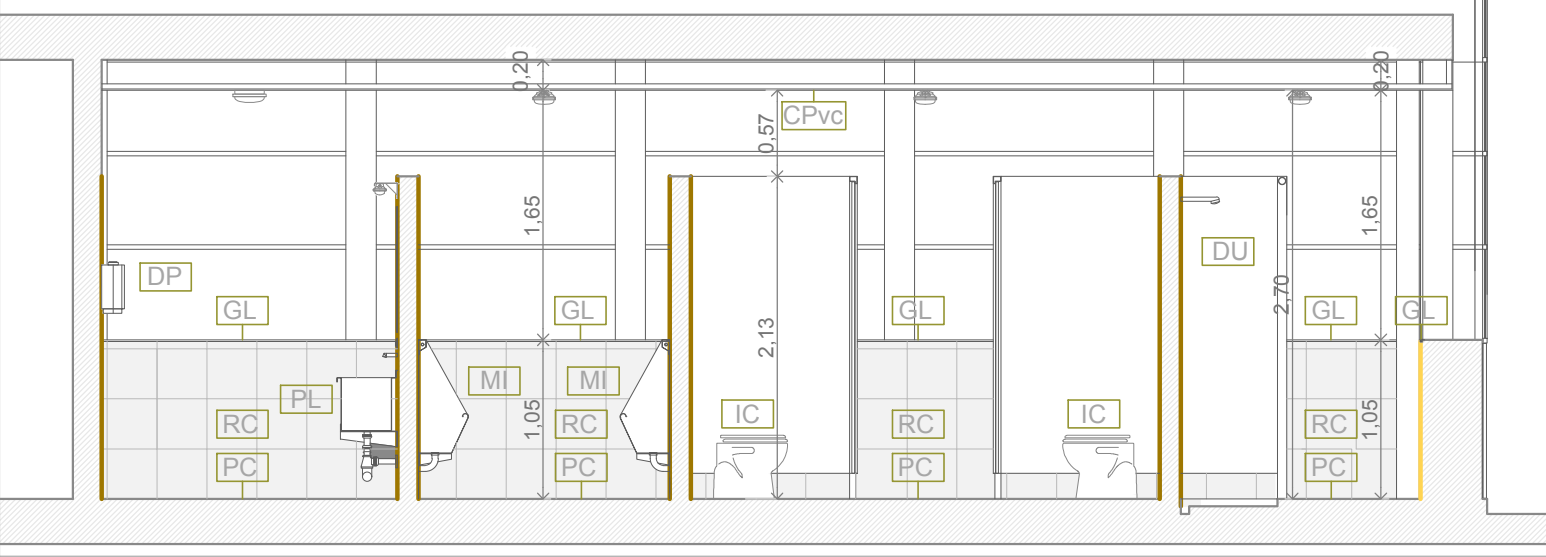 0,20
0,20
CPvc
0,57
1,65
1,65
DP
DU
GL
GL
GL
2,70
GL
GL
2,13
PL
MI
MI
RC
RC
1,05
IC
RC
IC
RC
1,05
PC
PC
PC
PC